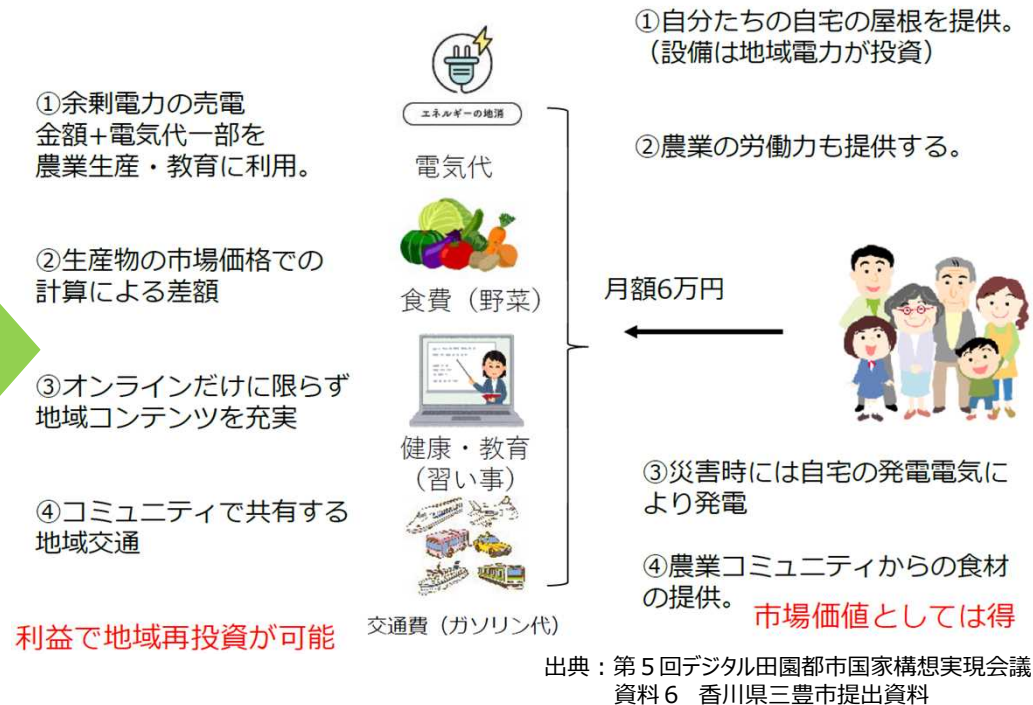 ①余剰電力の売電
金額+電気代一部を
農業生産・教育に利用。
②生産物の市場価格での
計算による差額
③オンラインだけに限らず
地域コンテンツを充実
④コミュニティで共有する
地域交通
利益で地域再投資が可能
エネルギーの地消
電気代
食費（野菜）
健康・教育
（習い事）
交通費（ガソリン代）
月額6万円
①自分たちの自宅の屋根を提供。
（設備は地域電力が投資）
②農業の労働力も提供する。
③災害時には自宅の発電電気に
より発電
④農業コミュニティからの食材
の提供。
市場価値としては得
出典：第５回デジタル田園都市国家構想実現会議
資料６　香川県三豊市提出資料